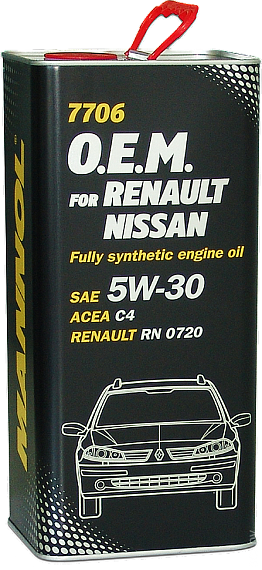 7706
O.E.M.
FOR RENAULT
NISSAN
Fully synthetic engine oil
SAE 5W-30
ACEA C4
RENAULT RN 0720
MANNOL